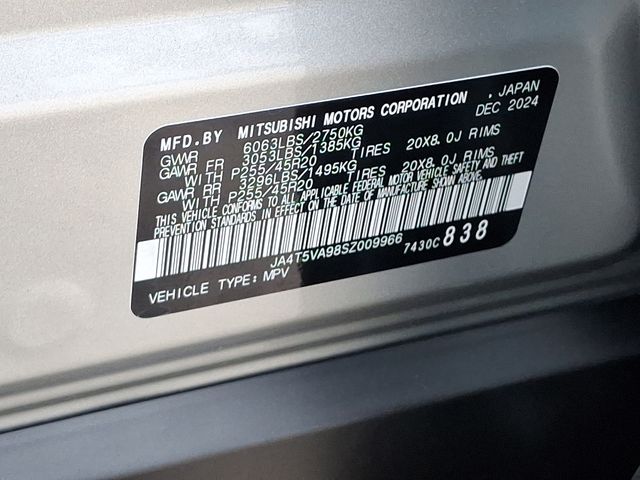 MFD.BY MITSUBISHI MOTORS CORPORATION , JAPAN
GVWR 6063LBS/2750KG DEC 2024
GAWR FR 3053LBS/1385KG
WITH P255/45R20 TIRES 20X8.0J RIMS
GAWR RR 3296LBS/1495KG
WITH P255/45R20 TIRES 20X8.0J RIMS
THIS VEHICLE CONFORMS TO ALL APPLICABLE FEDERAL MOTOR VEHICLE SAFETY AND THEFT
PREVENTION STANDARDS IN EFFECT ON THE DATE OF MANUFACTURE SHOWN ABOVE.
JA4T5VA98SZ009966 7430C 838
VEHICLE TYPE: MPV